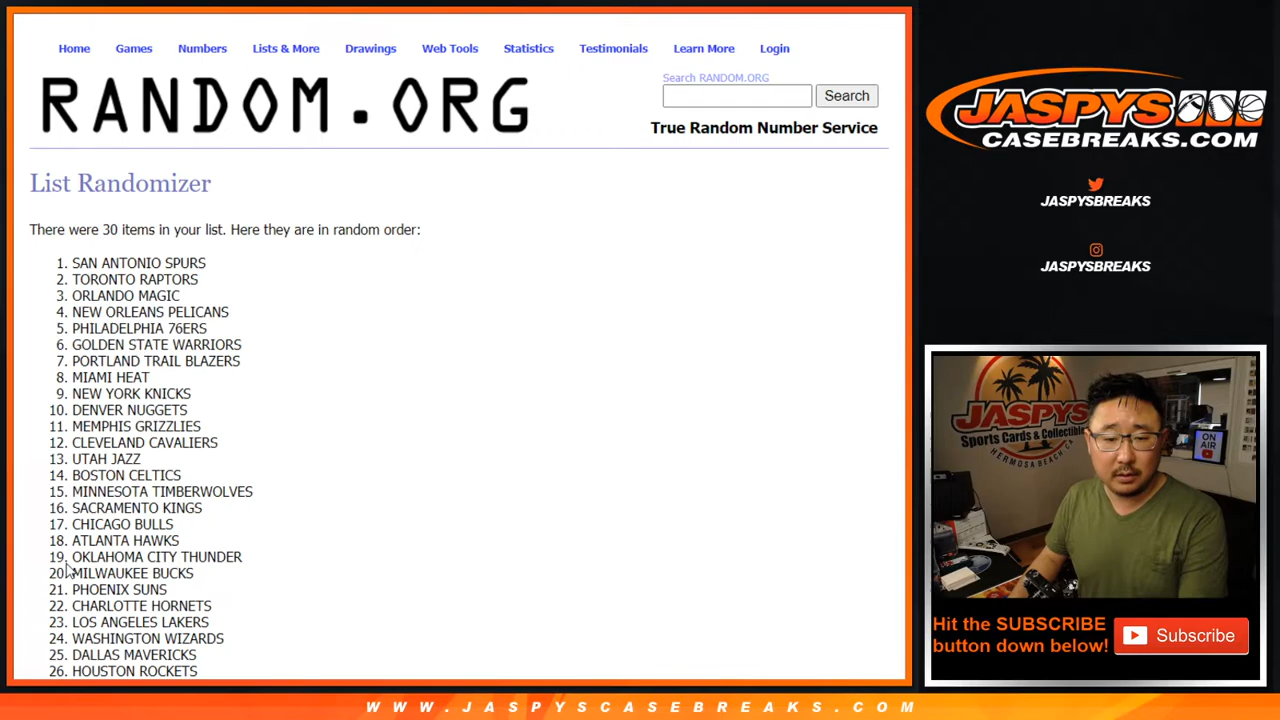 Home Games Numbers Lists & More Drawings Web Tools Statistics Testimonials Learn More Login
RANDOM.ORG
Search RANDOM.ORG
Search
True Random Number Service
List Randomizer
There were 30 items in your list. Here they are in random order:
1. SAN ANTONIO SPURS
2. TORONTO RAPTORS
3. ORLANDO MAGIC
4. NEW ORLEANS PELICANS
5. PHILADELPHIA 76ERS
6. GOLDEN STATE WARRIORS
7. PORTLAND TRAIL BLAZERS
8. MIAMI HEAT
9. NEW YORK KNICKS
10. DENVER NUGGETS
11. MEMPHIS GRIZZLIES
12. CLEVELAND CAVALIERS
13. UTAH JAZZ
14. BOSTON CELTICS
15. MINNESOTA TIMBERWOLVES
16. SACRAMENTO KINGS
17. CHICAGO BULLS
18. ATLANTA HAWKS
19. OKLAHOMA CITY THUNDER
20. MILWAUKEE BUCKS
21. PHOENIX SUNS
22. CHARLOTTE HORNETS
23. LOS ANGELES LAKERS
24. WASHINGTON WIZARDS
25. DALLAS MAVERICKS
26. HOUSTON ROCKETS
JASPYS
CASEBREAKS.COM
JASPYSBREAKS
JASPYSBREAKS
JASPYS
Sports Cards & Collectibles
HERMOSA BEACH
ON
AIR
Hit the SUBSCRIBE
button down below!
Subscribe
WWW.JASPYSCASEBREAKS.COM